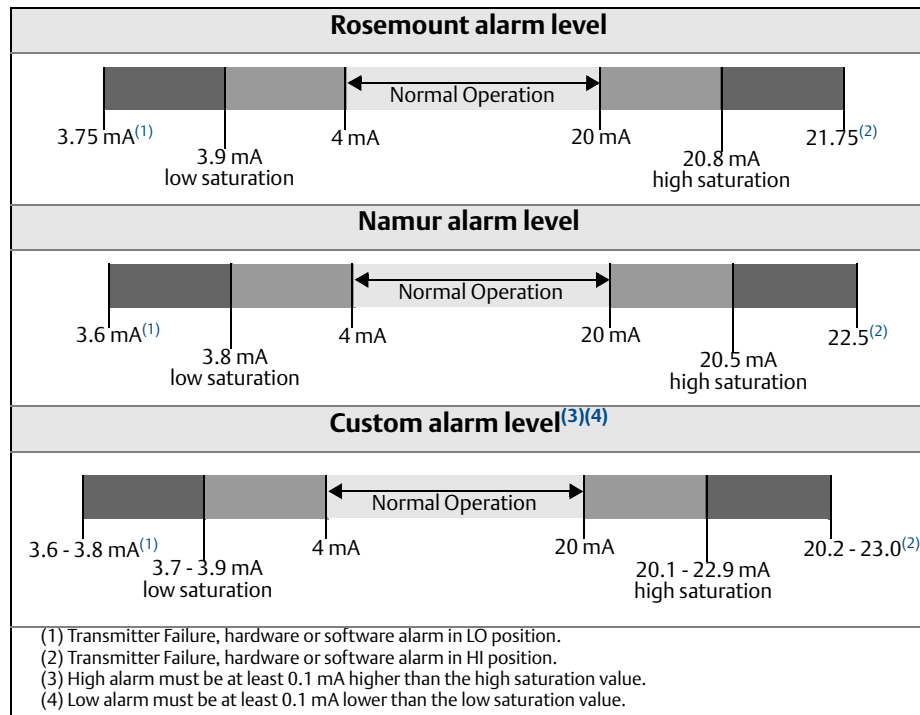 Rosemount alarm level
Normal Operation
3.75 mA(1)
4 mA
20 mA
21.75(2)
3.9 mA
low saturation
20.8 mA
high saturation
Namur alarm level
Normal Operation
3.6 mA(1)
4 mA
20 mA
22.5(2)
3.8 mA
low saturation
20.5 mA
high saturation
Custom alarm level(3)(4)
Normal Operation
3.6 - 3.8 mA(1)
4 mA
20 mA
20.2 - 23.0(2)
3.7 - 3.9 mA
low saturation
20.1 - 22.9 mA
high saturation
(1) Transmitter Failure, hardware or software alarm in LO position.
(2) Transmitter Failure, hardware or software alarm in HI position.
(3) High alarm must be at least 0.1 mA higher than the high saturation value.
(4) Low alarm must be at least 0.1 mA lower than the low saturation value.